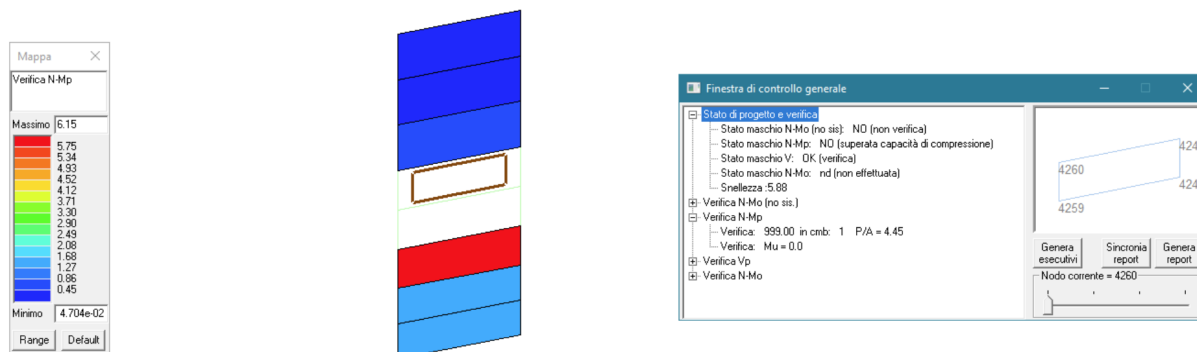 Mappa
Verifica N-Mp
Massimo 6.15
5.75
5.34
4.93
4.52
4.12
3.71
3.30
2.90
2.49
2.08
1.68
1.27
0.86
0.45
Minimo 4.704e-02
Range Default
Finestra di controllo generale
Stato di progetto e verifica
Stato maschio N-Mo (no sis): NO (non verifica)
Stato maschio N-Mp: NO (superata capacità di compressione)
Stato maschio V: OK (verifica)
Stato maschio N-Mo: nd (non effettuata)
Snellezza :5.88
Verifica N-Mo (no sis.)
Verifica N-Mp
Verifica: 999.00 in cmb: 1 P/A = 4.45
Verifica: Mu = 0.0
Verifica Vp
Verifica N-Mo
424
4260
424
4259
Genera esecutivi
Sincronia report
Genera report
Nodo corrente = 4260